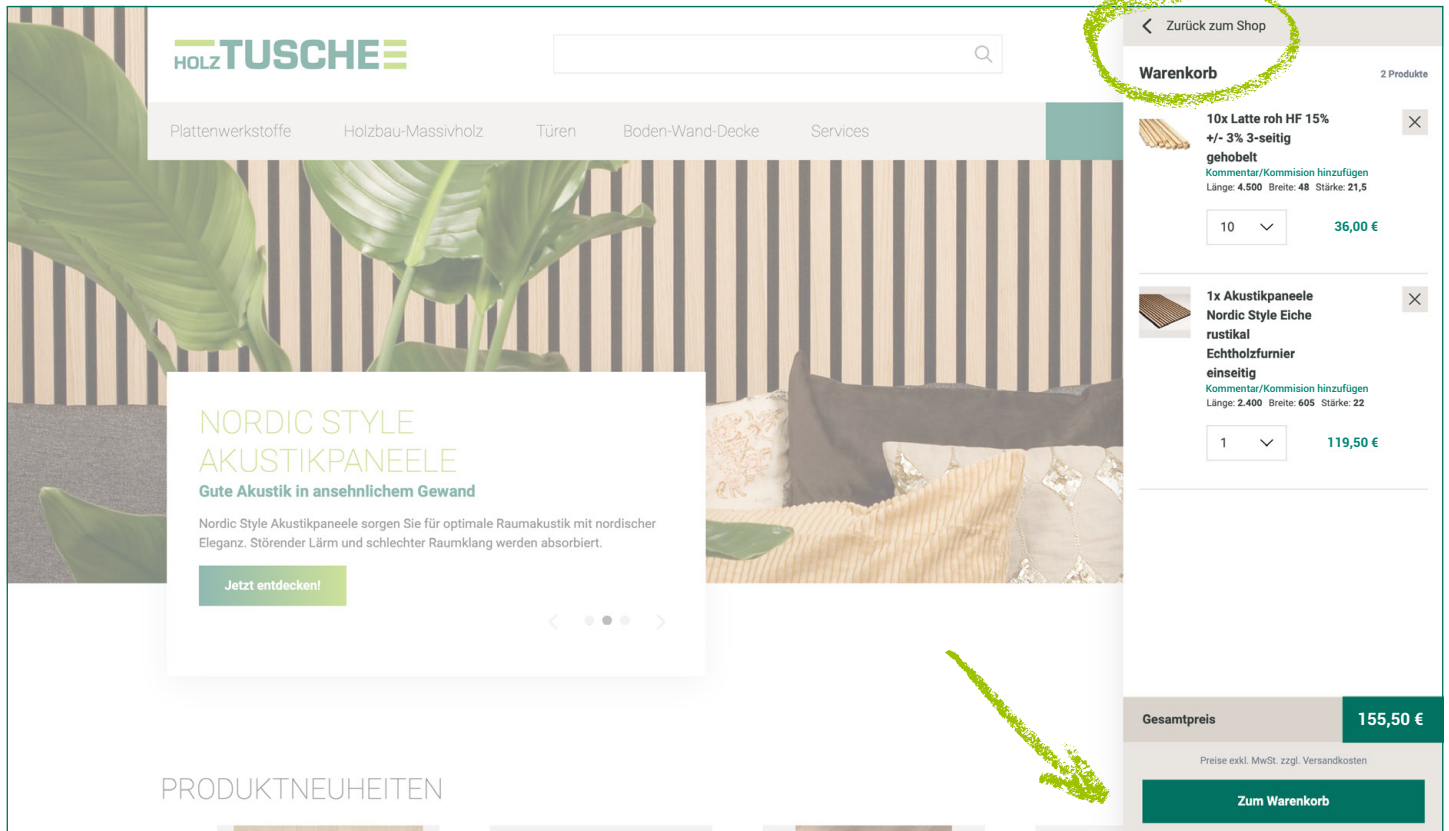 HOLZ TUSCHE
Plattenwerkstoffe Holzbau-Massivholz Türen Boden-Wand-Decke Services
NORDIC STYLE
AKUSTIKPANEELE
Gute Akustik in ansehnlichem Gewand
Nordic Style Akustikpaneele sorgen Sie für optimale Raumakustik mit nordischer
Eleganz. Störender Lärm und schlechter Raumklang werden absorbiert.
Jetzt entdecken!
PRODUKTNEUHEITEN
Zurück zum Shop
Warenkorb 2 Produkte
10x Latte roh HF 15%
+/- 3% 3-seitig
gehobelt
Kommentar/Kommision hinzufügen
Länge: 4.500 Breite: 48 Stärke: 21,5
10 36,00 €
1x Akustikpaneele
Nordic Style Eiche
rustikal
Echtholzfurnier
einseitig
Kommentar/Kommision hinzufügen
Länge: 2.400 Breite: 605 Stärke: 22
1 119,50 €
Gesamtpreis 155,50 €
Preise exkl. MwSt. zzgl. Versandkosten
Zum Warenkorb